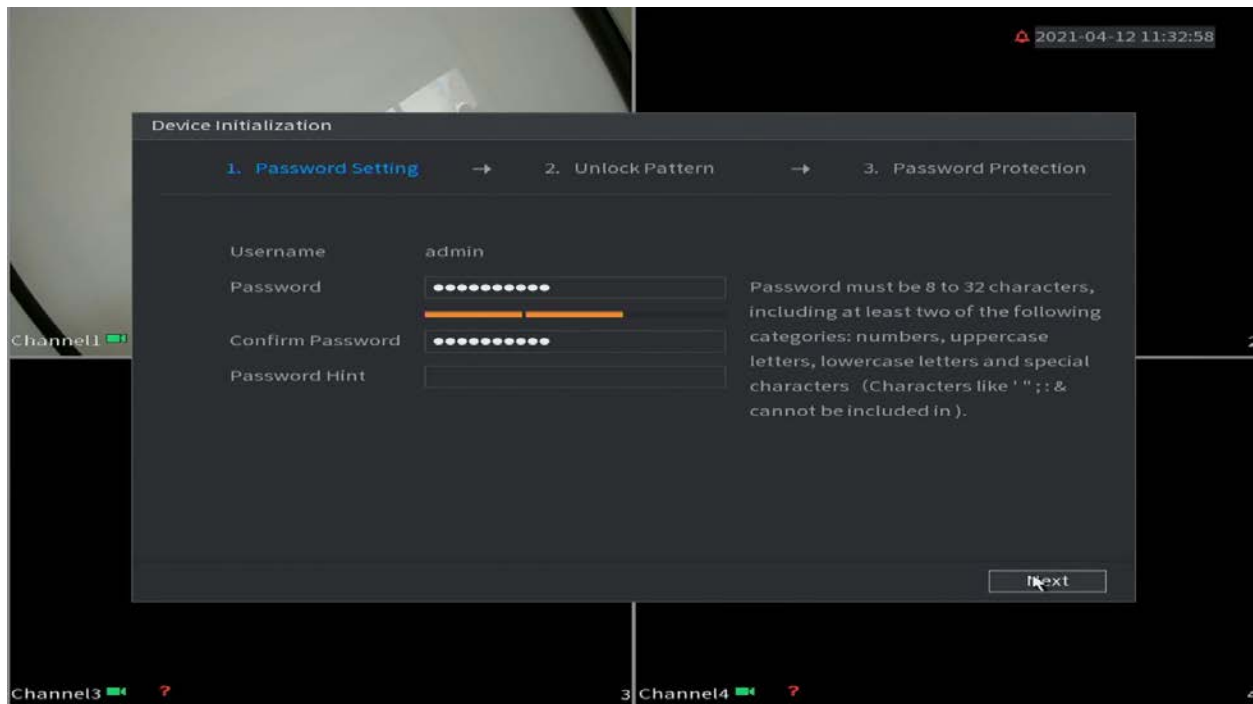 2021-04-12 11:32:58
Device Initialization
1. Password Setting → 2. Unlock Pattern → 3. Password Protection
Username admin
Password ●●●●●●●●●●
Password must be 8 to 32 characters,
including at least two of the following
categories: numbers, uppercase
letters, lowercase letters and special
characters (Characters like ' " ; : &
cannot be included in ).
Confirm Password ●●●●●●●●●●
Password Hint
Next
Channel1
Channel3 ? 3
Channel4 ?